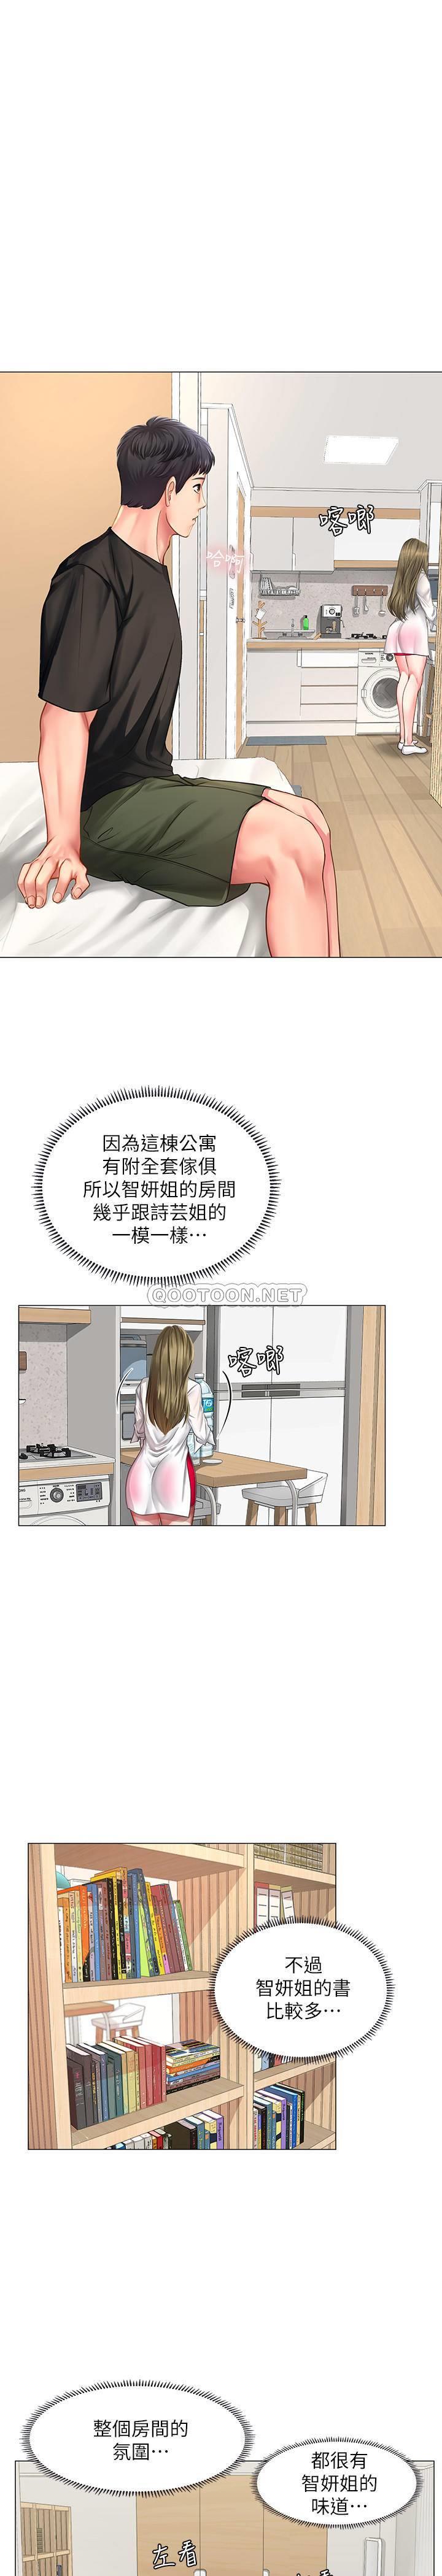 喀啷
哈啊
因為這棟公寓
有附全套傢俱
所以智妍姐的房間
幾乎跟詩芸姐的
一模一樣⋯
QOOTOON.NET
喀啷
不過
智妍姐的書
比較多⋯
整個房間的
氛圍⋯
都很有
智妍姐的
味道⋯
左看